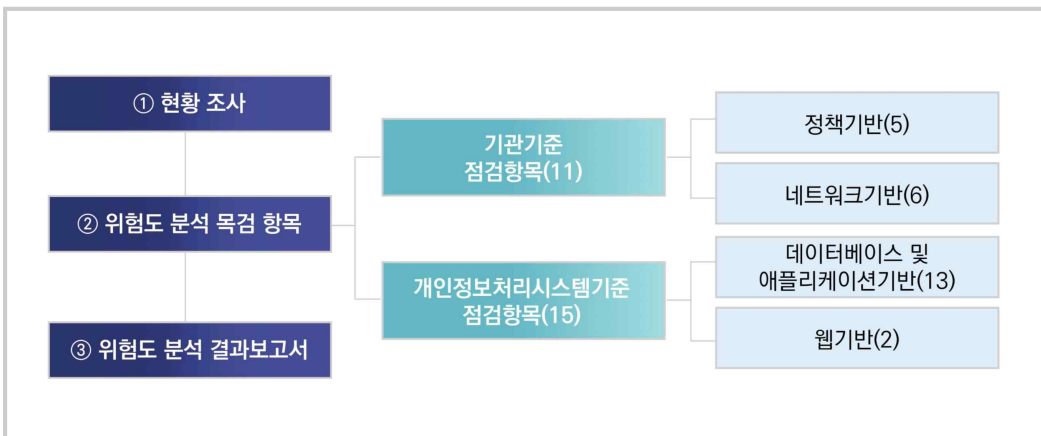 ① 현황 조사
② 위험도 분석 목검 항목
③ 위험도 분석 결과보고서
기관기준
점검항목(11)
개인정보처리시스템기준
점검항목(15)
정책기반(5)
네트워크기반(6)
데이터베이스 및
애플리케이션기반(13)
웹기반(2)